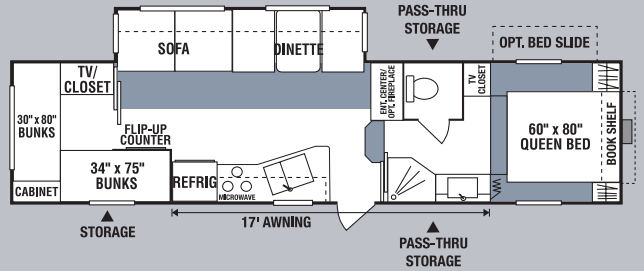 PASS-THRU
STORAGE
OPT. BED SLIDE
SOFA
DINETTE
TV/
CLOSET
ENT. CENTER/
OPT. FIREPLACE
TV
CLOSET
30" x 80"
BUNKS
FLIP-UP
COUNTER
60" x 80"
QUEEN BED
BOOK SHELF
34" x 75"
BUNKS
REFRIG
CABINET
MICROWAVE
17' AWNING
STORAGE
PASS-THRU
STORAGE